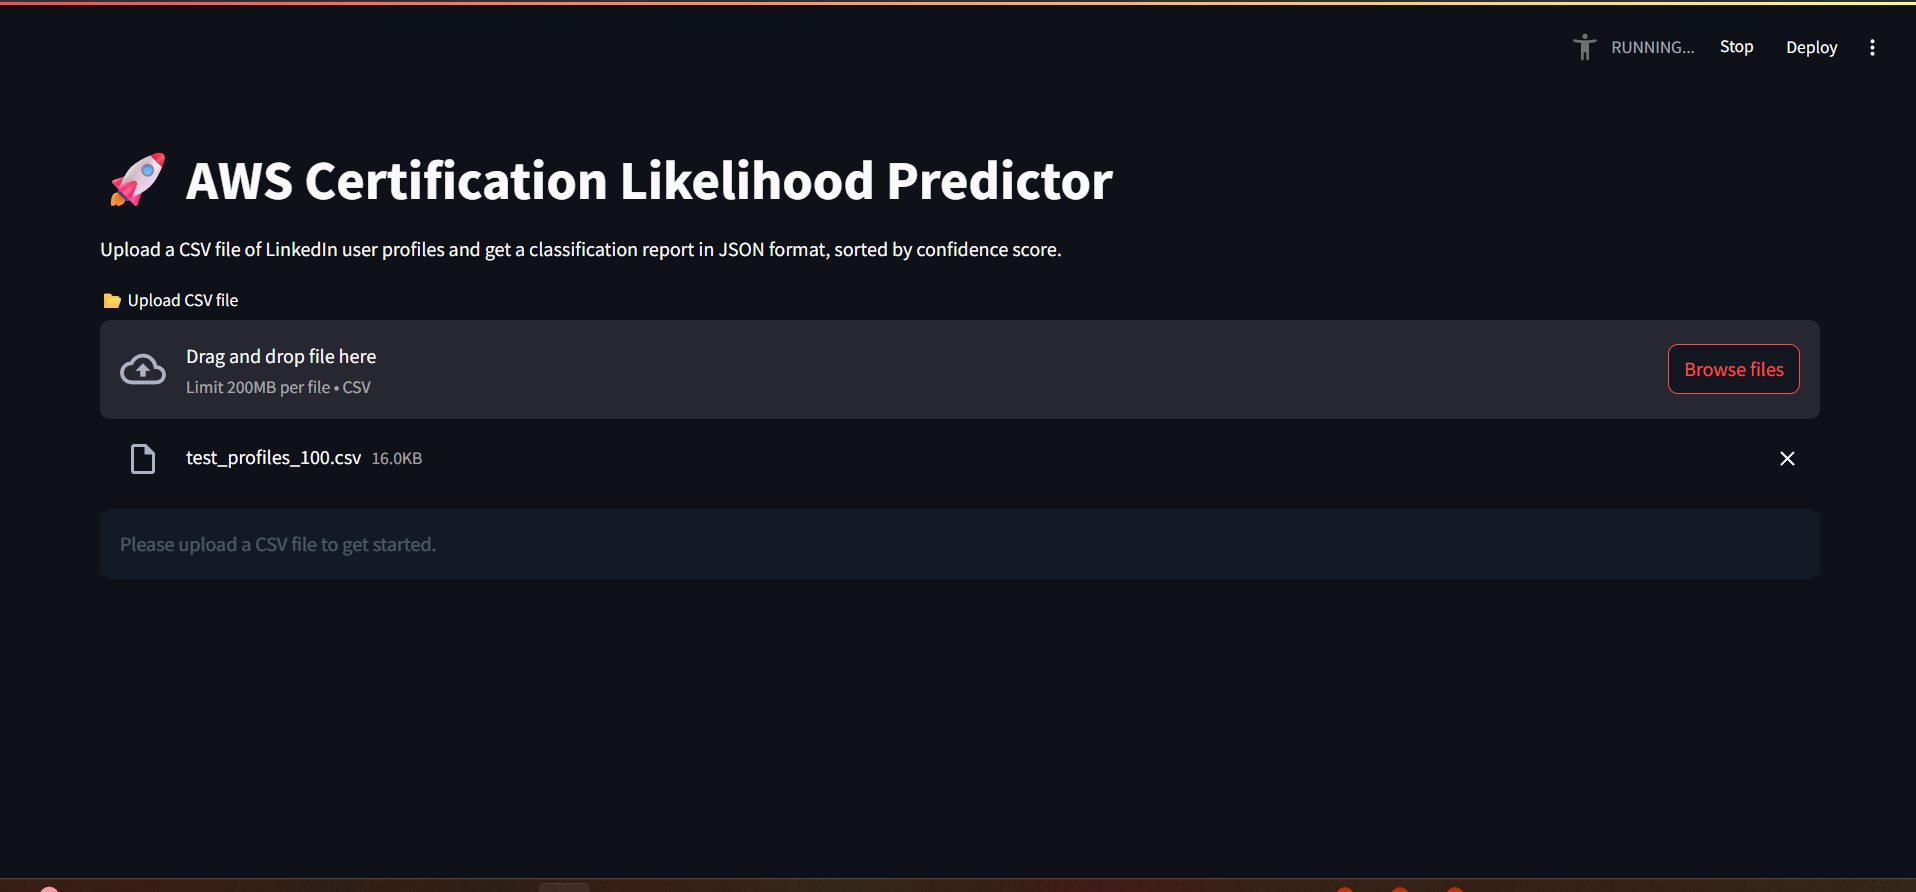 RUNNING...
Stop
Deploy
🚀 AWS Certification Likelihood Predictor
Upload a CSV file of LinkedIn user profiles and get a classification report in JSON format, sorted by confidence score.
📁 Upload CSV file
Drag and drop file here
Limit 200MB per file • CSV
Browse files
test_profiles_100.csv 16.0KB
Please upload a CSV file to get started.